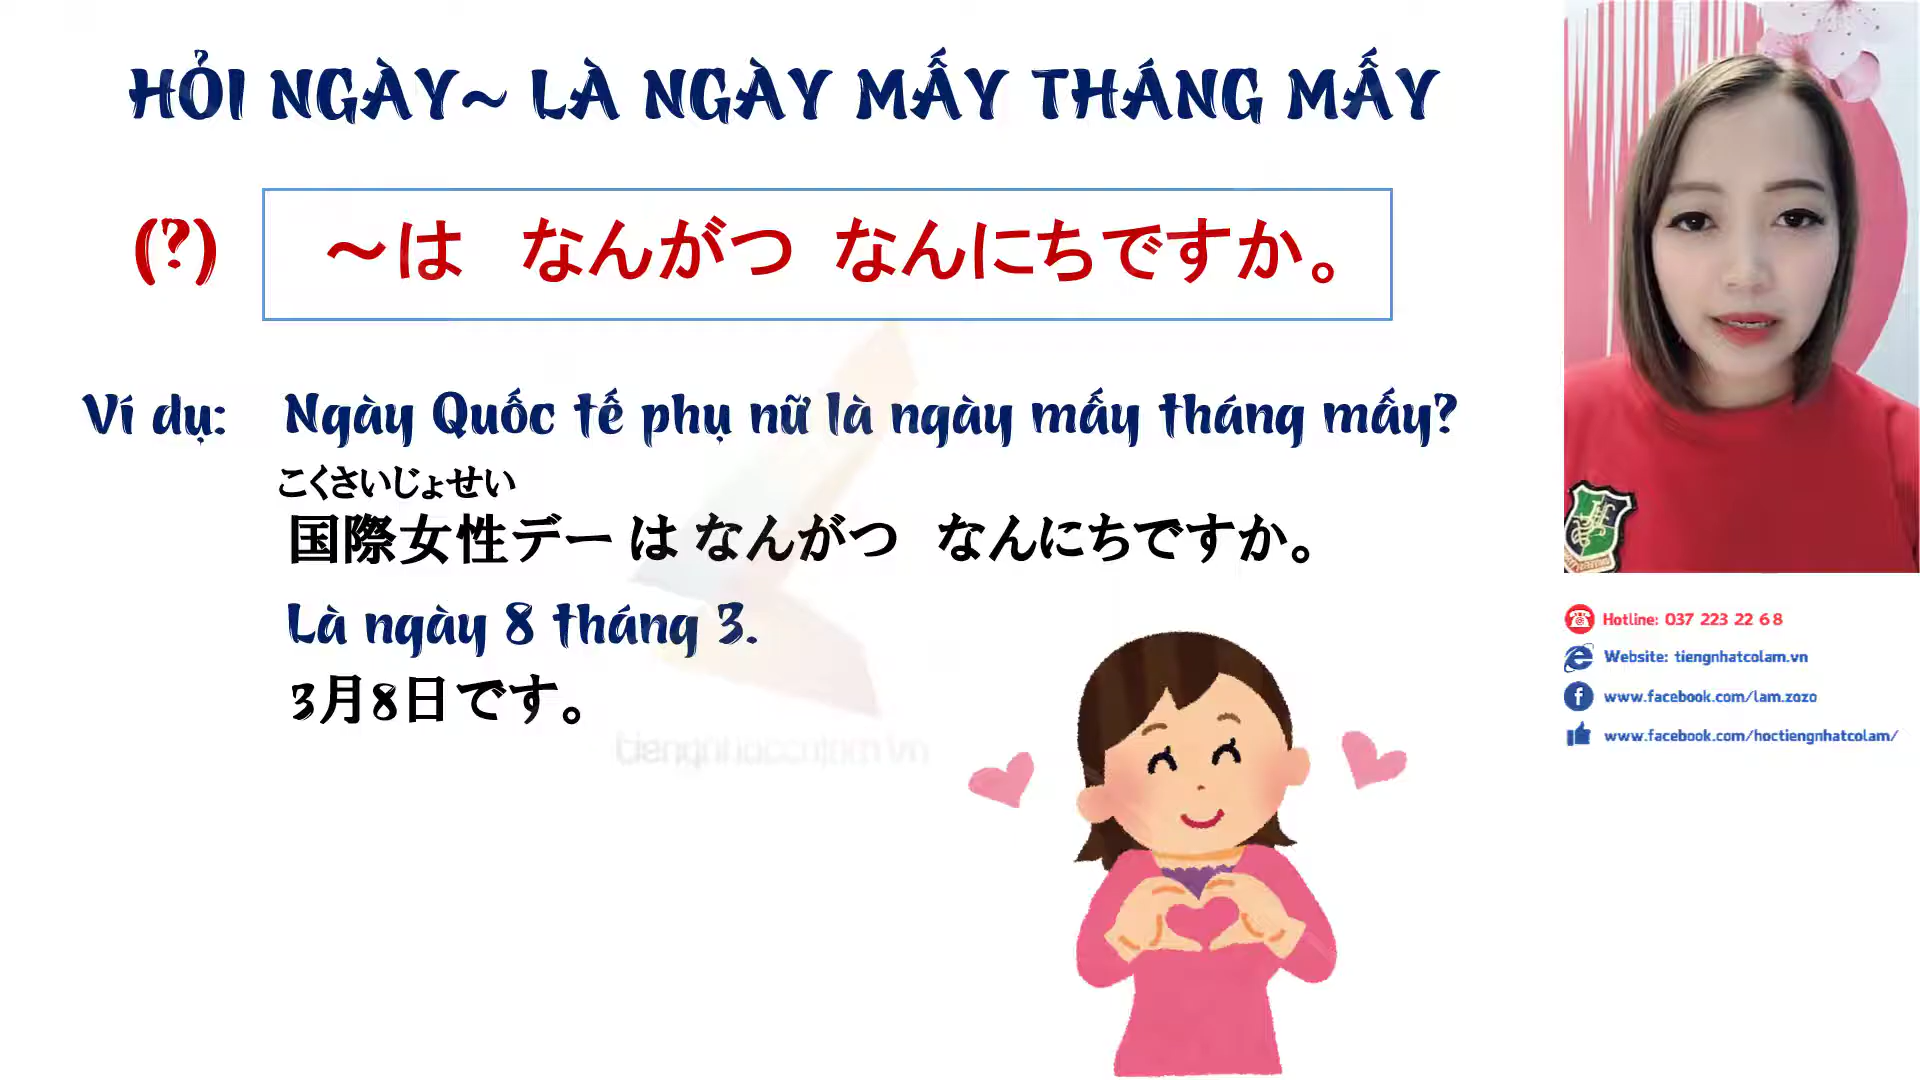 HỎI NGÀY~ LÀ NGÀY MẤY THÁNG MẤY
(?) ～は なんがつ なんにちですか。
Ví dụ: Ngày Quốc tế phụ nữ là ngày mấy tháng mấy?
こくさいじょせい
国際女性デー は なんがつ なんにちですか。
Là ngày 8 tháng 3.
3月8日です。
Hotline: 037 223 22 68
Website: tiengnhatcolam.vn
www.facebook.com/lam.zozo
www.facebook.com/hoctiengnhatcolam/